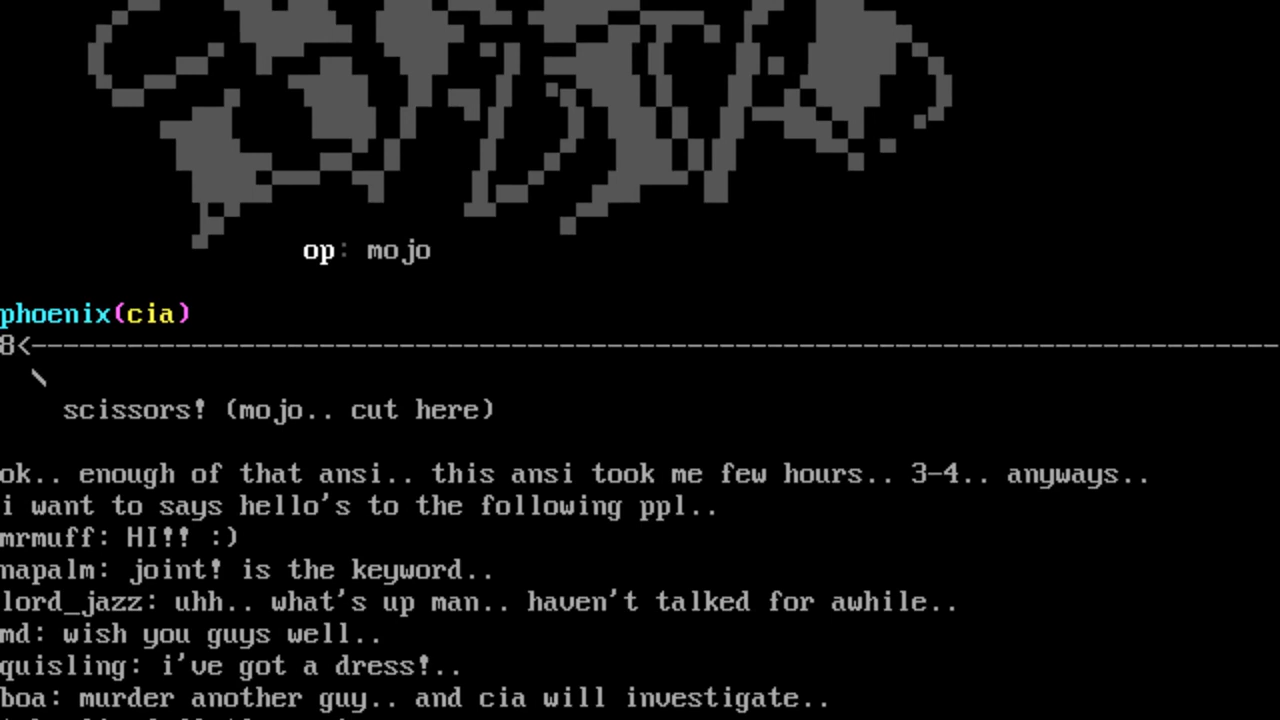 op: mojo
phoenix(cia)
8<--------------------------------------------------------------------------------
\
scissors! (mojo.. cut here)
ok.. enough of that ansi.. this ansi took me few hours.. 3-4.. anyways..
i want to says hello's to the following ppl..
mrmuff: HI!! :)
napalm: joint! is the keyword..
lord_jazz: uhh.. what's up man.. haven't talked for awhile..
md: wish you guys well..
quisling: i've got a dress!..
boa: murder another guy.. and cia will investigate..